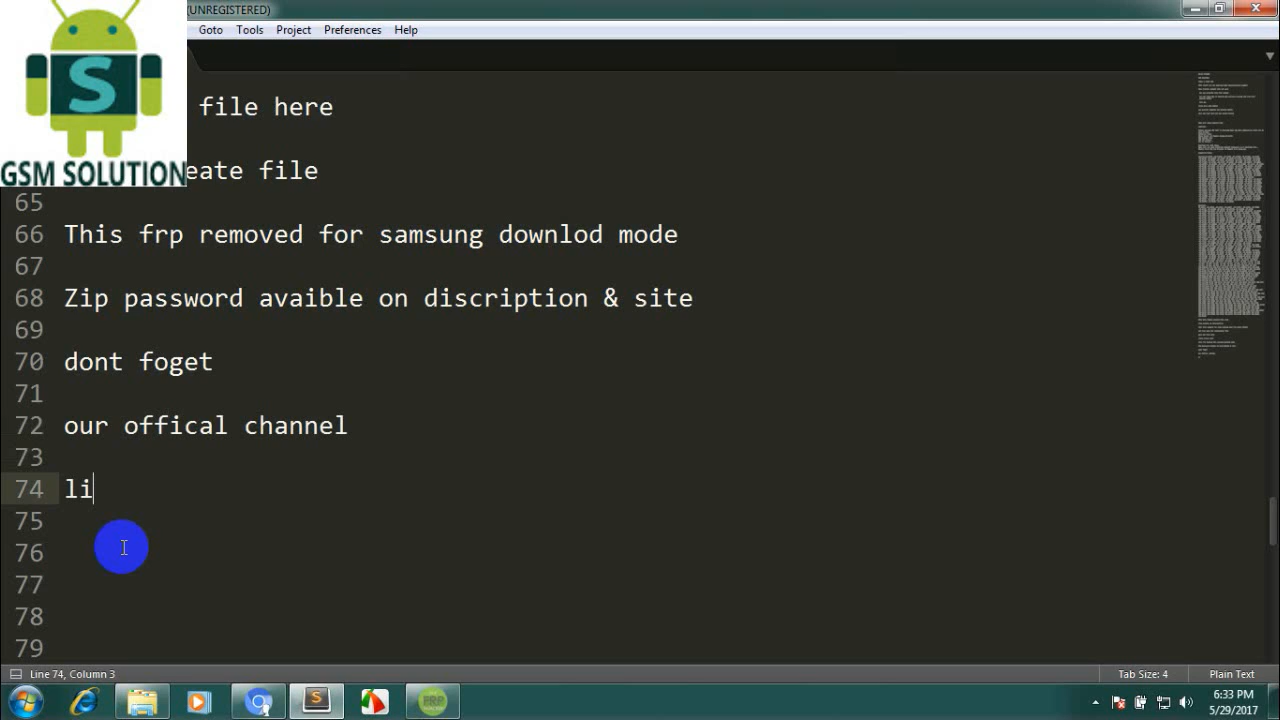 (UNREGISTERED)
Goto Tools Project Preferences Help
S
GSM SOLUTION
file here
eate file
65
66 This frp removed for samsung downlod mode
67
68 Zip password avaible on discription & site
69
70 dont foget
71
72 our offical channel
73
74 li
75
76
77
78
79
Line 74, Column 3
Tab Size: 4
Plain Text
FRP
6:33 PM
5/29/2017